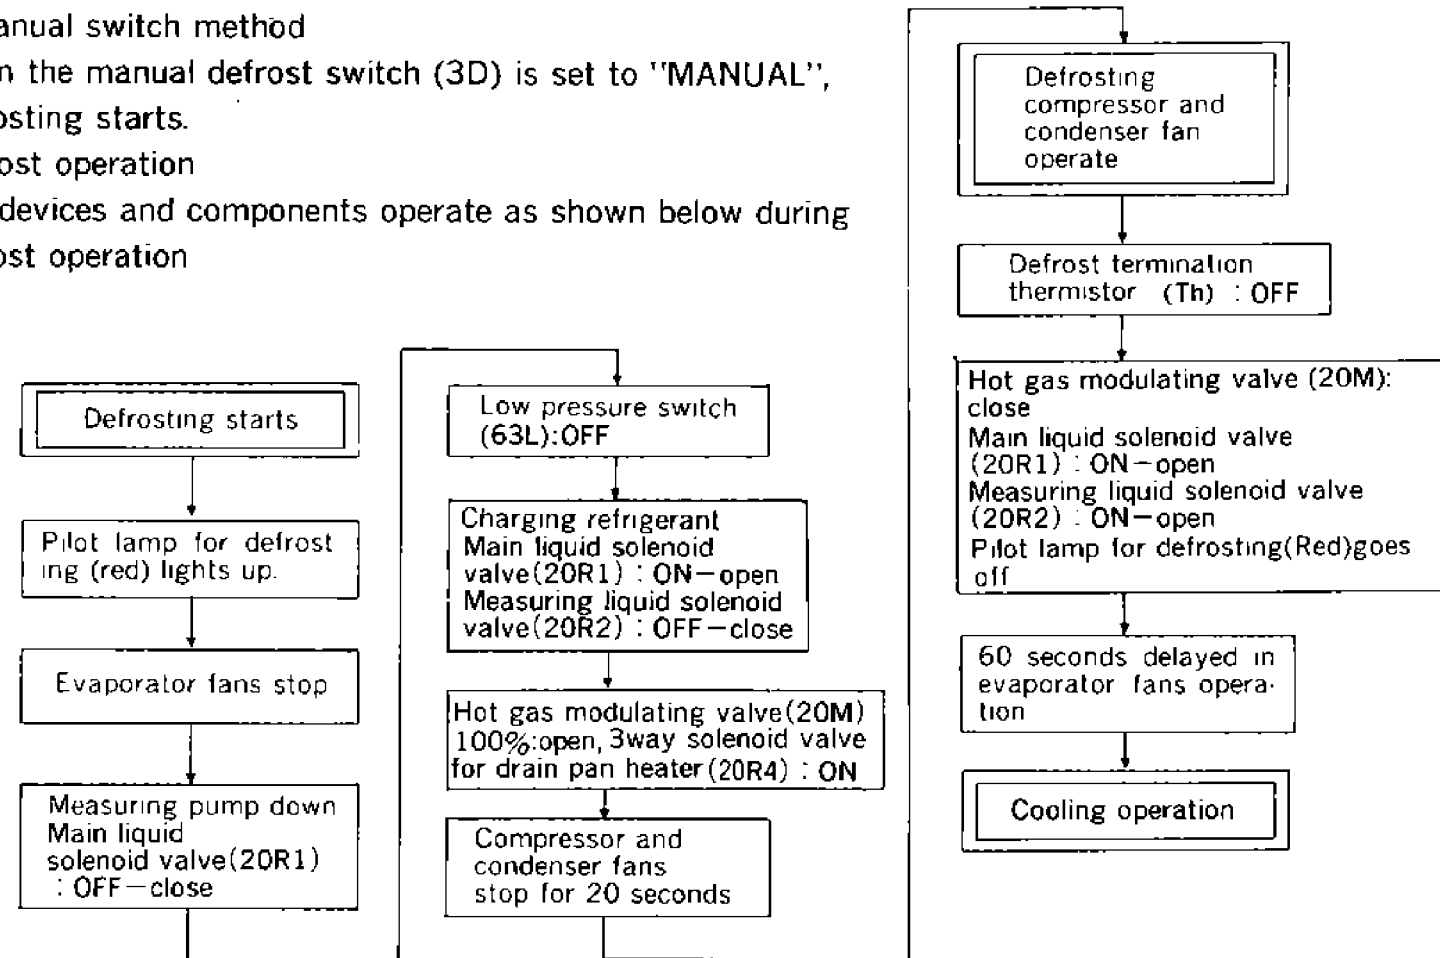 anual switch method
n the manual defrost switch (3D) is set to "MANUAL",
osting starts.
ost operation
devices and components operate as shown below during
ost operation
Defrosting starts
Pilot lamp for defrost
ing (red) lights up.
Evaporator fans stop
Measuring pump down
Main liquid
solenoid valve(20R1)
: OFF−close
Low pressure switch
(63L):OFF
Charging refrigerant
Main liquid solenoid
valve(20R1) : ON−open
Measuring liquid solenoid
valve(20R2) : OFF−close
Hot gas modulating valve(20M)
100%:open, 3way solenoid valve
for drain pan heater(20R4) : ON
Compressor and
condenser fans
stop for 20 seconds
Defrosting
compressor and
condenser fan
operate
Defrost termination
thermistor (Th) : OFF
Hot gas modulating valve (20M):
close
Main liquid solenoid valve
(20R1) : ON−open
Measuring liquid solenoid valve
(20R2) : ON−open
Pilot lamp for defrosting(Red)goes
off
60 seconds delayed in
evaporator fans opera-
tion
Cooling operation